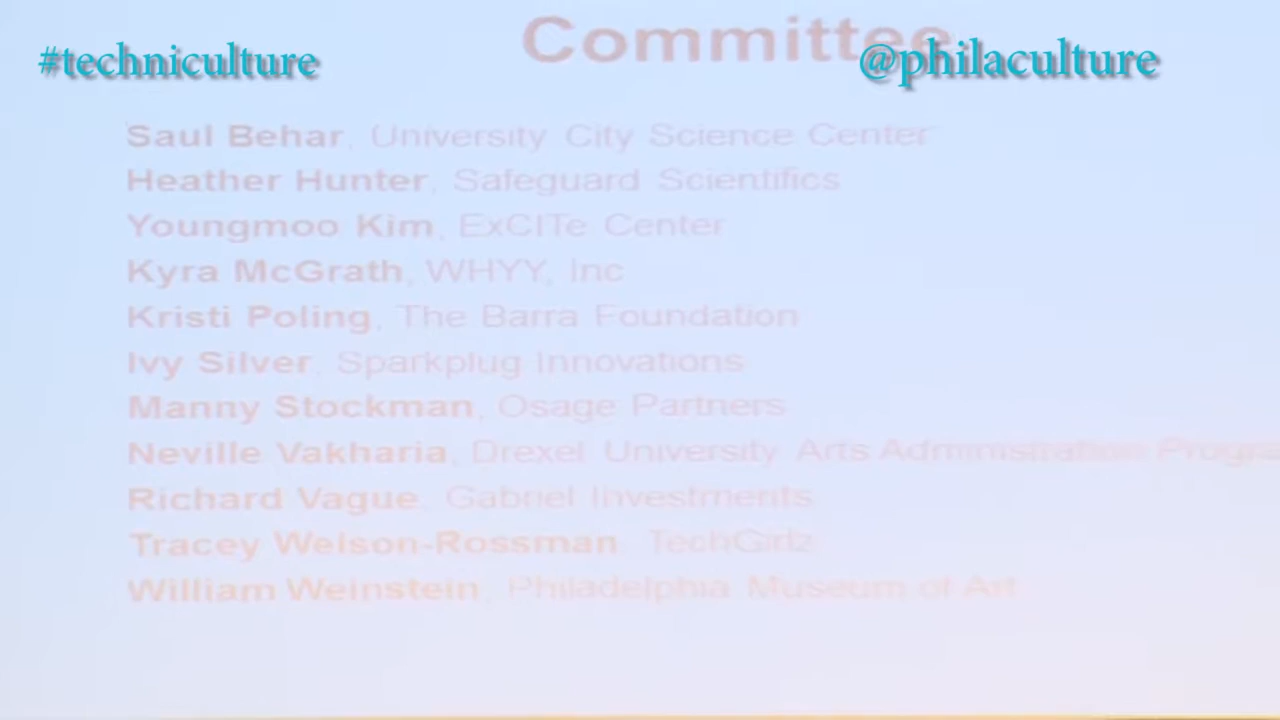 Committee
#techniculture @philaculture
Saul Behar, University City Science Center
Heather Hunter, Safeguard Scientifics
Youngmoo Kim, ExCITe Center
Kyra McGrath, WHYY, Inc
Kristi Poling, The Barra Foundation
Ivy Silver, Sparkplug Innovations
Manny Stockman, Osage Partners
Neville Vakharia, Drexel University Arts Administration Progra
Richard Vague, Gabriel Investments
Tracey Welson-Rossman, TechGirlz
William Weinstein, Philadelphia Museum of Art